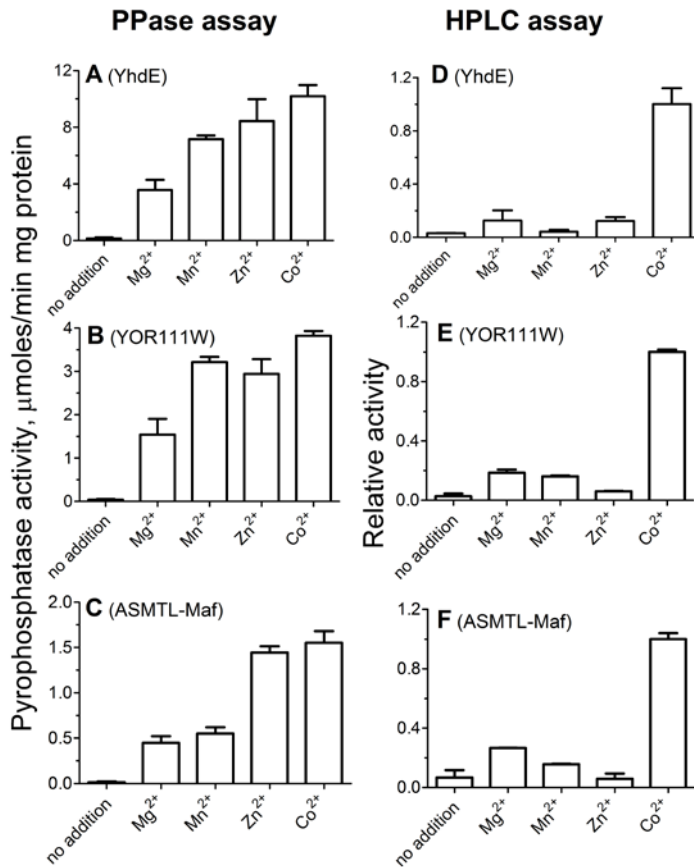 PPase assay
HPLC assay
Pyrophosphatase activity, μmoles/min mg protein
A (YhdE)
12
8
4
0
no addition
Mg²⁺
Mn²⁺
Zn²⁺
Co²⁺
B (YOR111W)
4
3
2
1
0
no addition
Mg²⁺
Mn²⁺
Zn²⁺
Co²⁺
C (ASMTL-Maf)
2.0
1.5
1.0
0.5
0.0
no addition
Mg²⁺
Mn²⁺
Zn²⁺
Co²⁺
Relative activity
D (YhdE)
1.2
0.8
0.4
0.0
no addition
Mg²⁺
Mn²⁺
Zn²⁺
Co²⁺
E (YOR111W)
1.2
0.8
0.4
0.0
no addition
Mg²⁺
Mn²⁺
Zn²⁺
Co²⁺
F (ASMTL-Maf)
1.2
0.8
0.4
0.0
no addition
Mg²⁺
Mn²⁺
Zn²⁺
Co²⁺